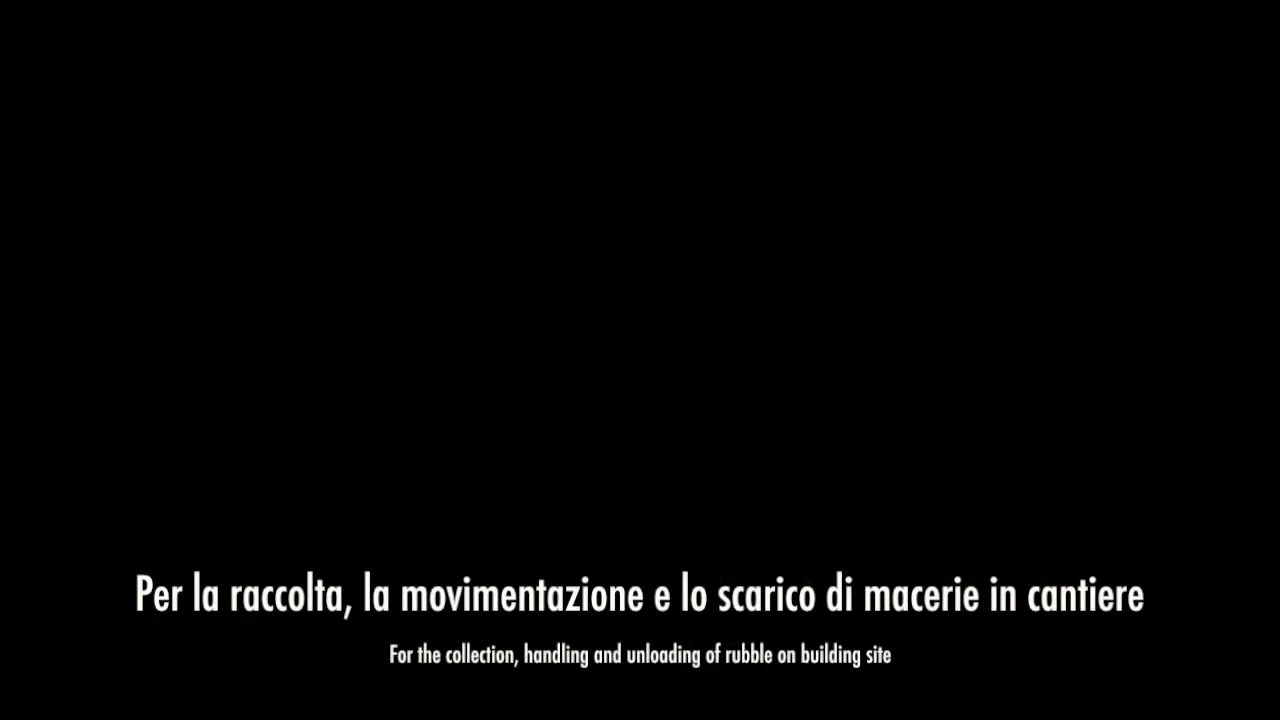 Per la raccolta, la movimentazione e lo scarico di macerie in cantiere
For the collection, handling and unloading of rubble on building site